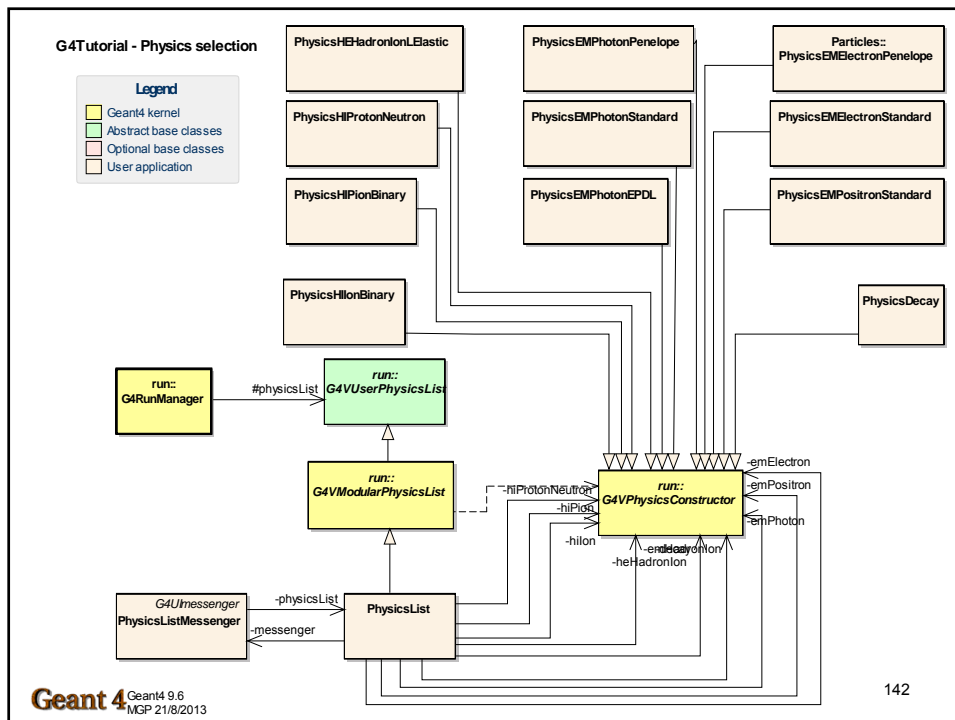 G4Tutorial - Physics selection
Legend
Geant4 kernel
Abstract base classes
Optional base classes
User application
PhysicsHEHadronIonLElastic
PhysicsEMPhotonPenelope
Particles::
PhysicsEMElectronPenelope
PhysicsHIProtonNeutron
PhysicsEMPhotonStandard
PhysicsEMElectronStandard
PhysicsHIPionBinary
PhysicsEMPhotonEPDL
PhysicsEMPositronStandard
PhysicsHIIonBinary
PhysicsDecay
run::
G4RunManager
#physicsList
run::
G4VUserPhysicsList
run::
G4VModularPhysicsList
run::
G4VPhysicsConstructor
-hiProtonNeutron
-hiPion
-hiIon
-heHadronIon
-emElectron
-emPositron
-emPhoton
G4UImessenger
PhysicsListMessenger
-physicsList
-messenger
PhysicsList
Geant 4
Geant4 9.6
MGP 21/8/2013
142